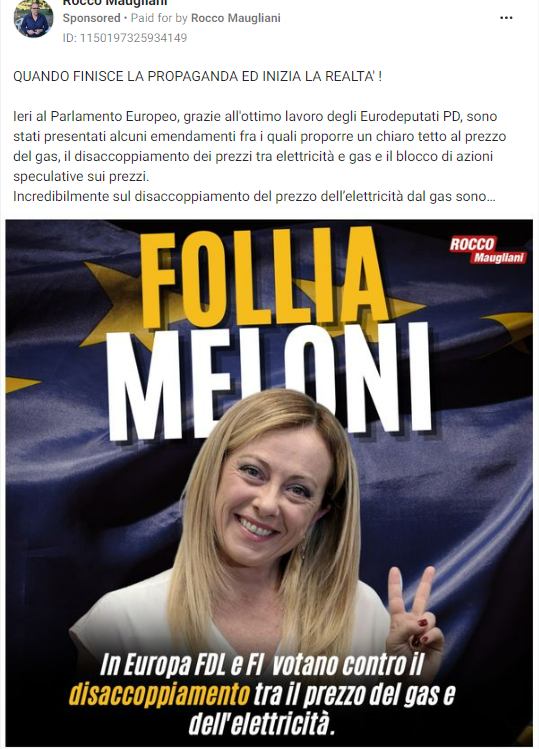 Rocco Maugliani
Sponsored • Paid for by Rocco Maugliani
ID: 1150197325934149
QUANDO FINISCE LA PROPAGANDA ED INIZIA LA REALTA' !
Ieri al Parlamento Europeo, grazie all'ottimo lavoro degli Eurodeputati PD, sono
stati presentati alcuni emendamenti fra i quali proporre un chiaro tetto al prezzo
del gas, il disaccoppiamento dei prezzi tra elettricità e gas e il blocco di azioni
speculative sui prezzi.
Incredibilmente sul disaccoppiamento del prezzo dell’elettricità dal gas sono...
FOLLIA
MELONI
ROCCO
Maugliani
In Europa FDL e FI votano contro il
disaccoppiamento tra il prezzo del gas e
dell'elettricità.